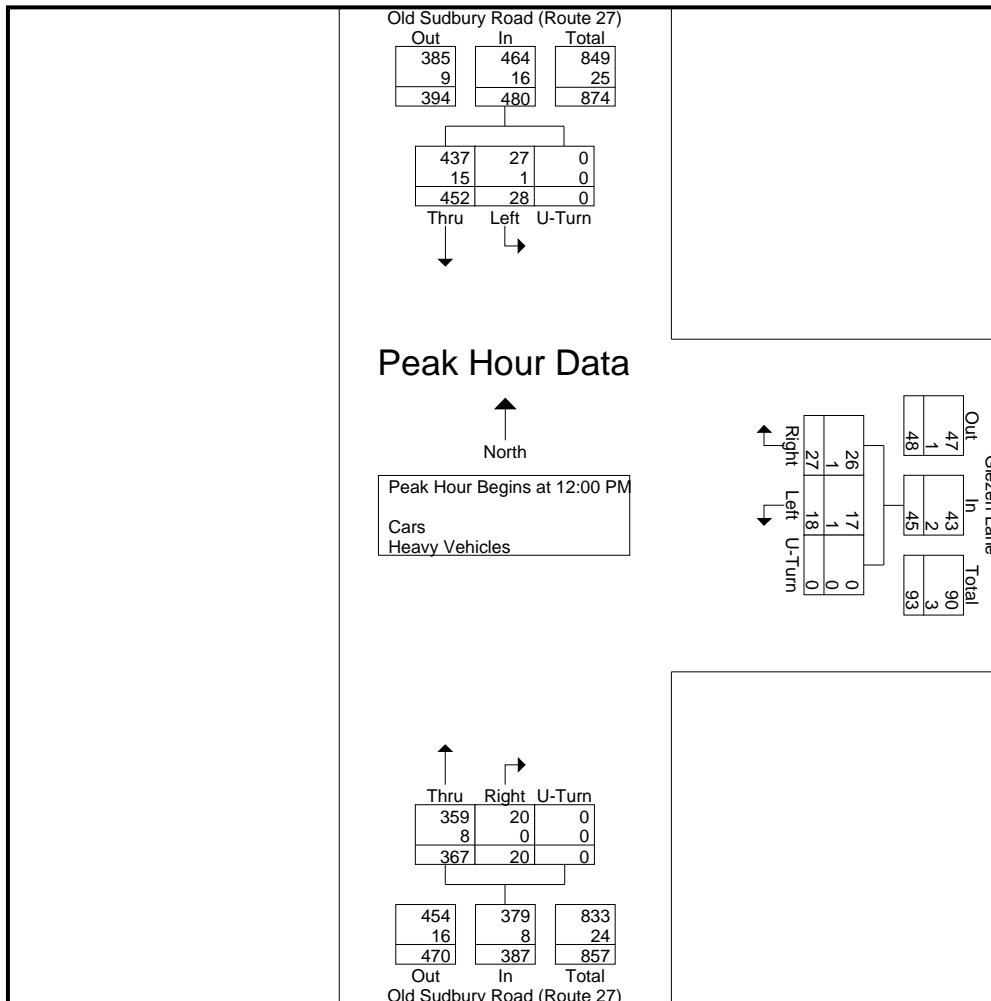 Old Sudbury Road (Route 27)
Out In Total
385 464 849
9 16 25
394 480 874
437 27 0
15 1 0
452 28 0
Thru Left U-Turn
Peak Hour Data
North
Peak Hour Begins at 12:00 PM
Cars
Heavy Vehicles
Right Left U-Turn
26 17 0
1 1 0
27 18 0
Out In Total
47 43 90
1 2 3
48 45 93
Lane
Thru Right U-Turn
359 20 0
8 0 0
367 20 0
454 379 833
16 8 24
470 387 857
Out In Total
Old Sudbury Road (Route 27)